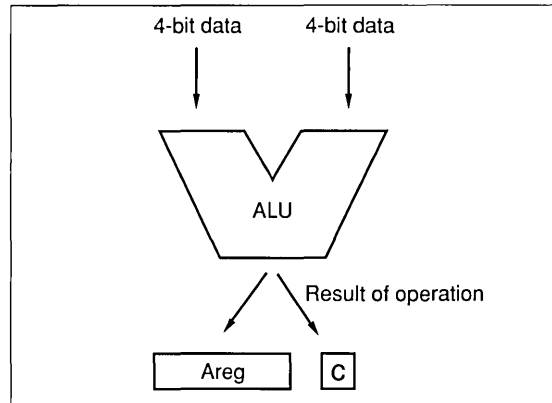 4-bit data 4-bit data
ALU
Result of operation
Areg C